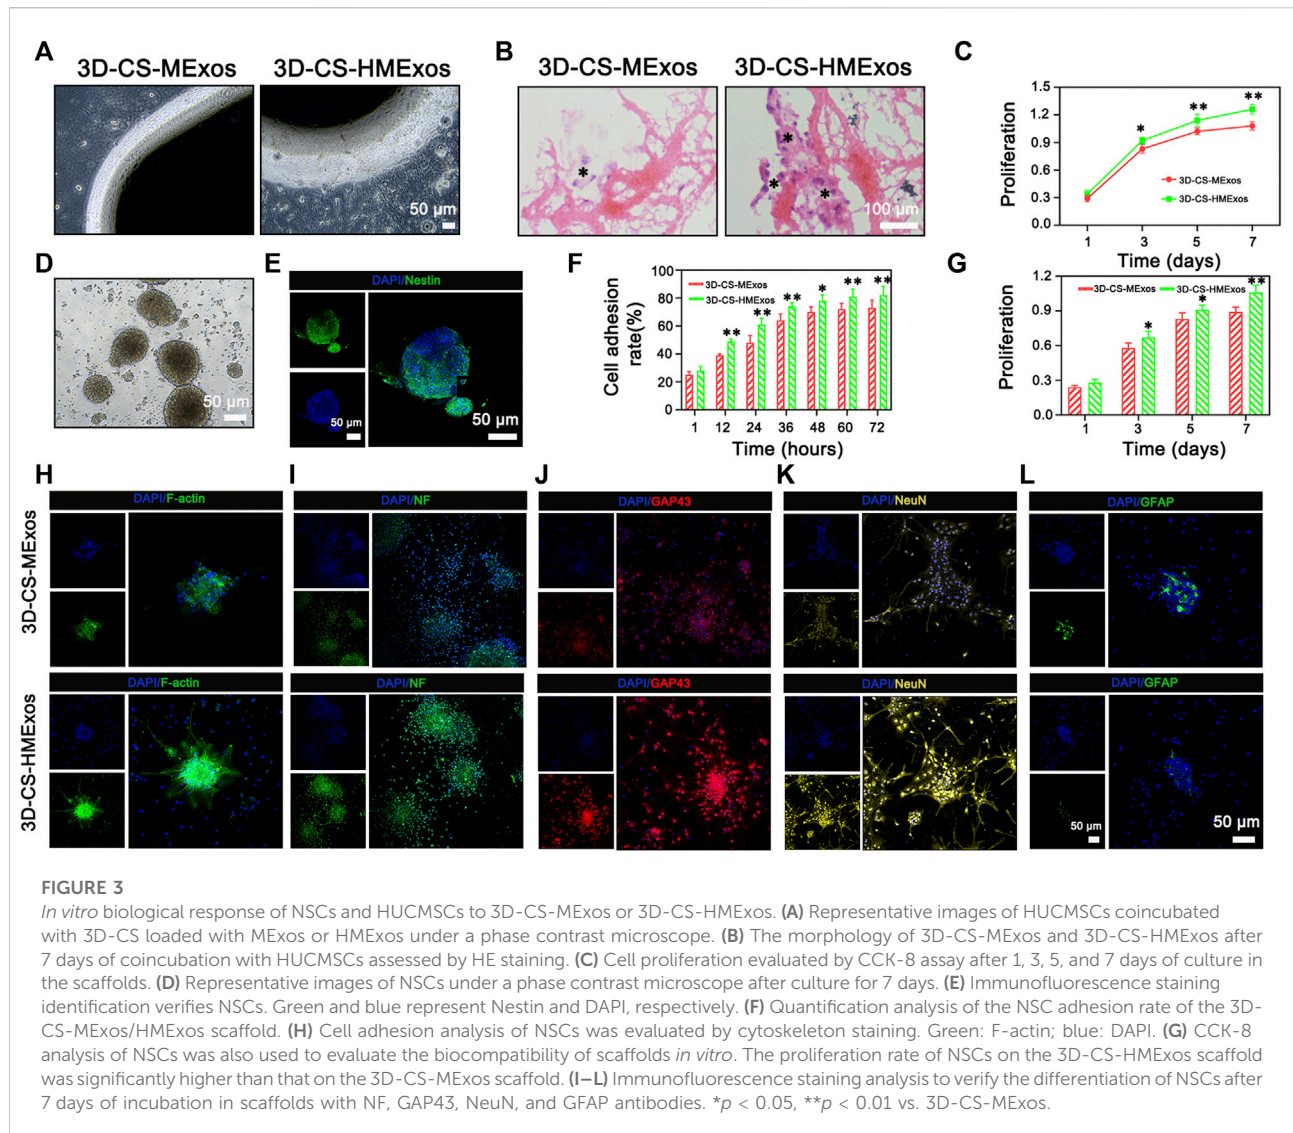 A
3D-CS-MExos
3D-CS-HMExos
50 µm
B
3D-CS-MExos
3D-CS-HMExos
*
*
*
*
100 µm
C
Proliferation
1.5
1.2
0.9
0.6
0.3
0.0
*
**
**
3D-CS-MExos
3D-CS-HMExos
1 3 5 7
Time (days)
D
50 µm
E
DAPI/Nestin
50 µm
50 µm
F
Cell adhesion
rate(%)
100
80
60
40
20
0
3D-CS-MExos
3D-CS-HMExos
** ** ** * ** **
1 12 24 36 48 60 72
Time (hours)
G
Proliferation
1.2
0.9
0.6
0.3
0.0
3D-CS-MExos
3D-CS-HMExos
* * **
1 3 5 7
Time (days)
H
I
J
K
L
3D-CS-MExos
DAPI/F-actin
DAPI/NF
DAPI/GAP43
DAPI/NeuN
DAPI/GFAP
3D-CS-HMExos
DAPI/F-actin
DAPI/NF
DAPI/GAP43
DAPI/NeuN
DAPI/GFAP
50 µm
50 µm
FIGURE 3
In vitro biological response of NSCs and HUCMSCs to 3D-CS-MExos or 3D-CS-HMExos. (A) Representative images of HUCMSCs coincubated
with 3D-CS loaded with MExos or HMExos under a phase contrast microscope. (B) The morphology of 3D-CS-MExos and 3D-CS-HMExos after
7 days of coincubation with HUCMSCs assessed by HE staining. (C) Cell proliferation evaluated by CCK-8 assay after 1, 3, 5, and 7 days of culture in
the scaffolds. (D) Representative images of NSCs under a phase contrast microscope after culture for 7 days. (E) Immunofluorescence staining
identification verifies NSCs. Green and blue represent Nestin and DAPI, respectively. (F) Quantification analysis of the NSC adhesion rate of the 3D-
CS-MExos/HMExos scaffold. (H) Cell adhesion analysis of NSCs was evaluated by cytoskeleton staining. Green: F-actin; blue: DAPI. (G) CCK-8
analysis of NSCs was also used to evaluate the biocompatibility of scaffolds in vitro. The proliferation rate of NSCs on the 3D-CS-HMExos scaffold
was significantly higher than that on the 3D-CS-MExos scaffold. (I–L) Immunofluorescence staining analysis to verify the differentiation of NSCs after
7 days of incubation in scaffolds with NF, GAP43, NeuN, and GFAP antibodies. *p < 0.05, **p < 0.01 vs. 3D-CS-MExos.